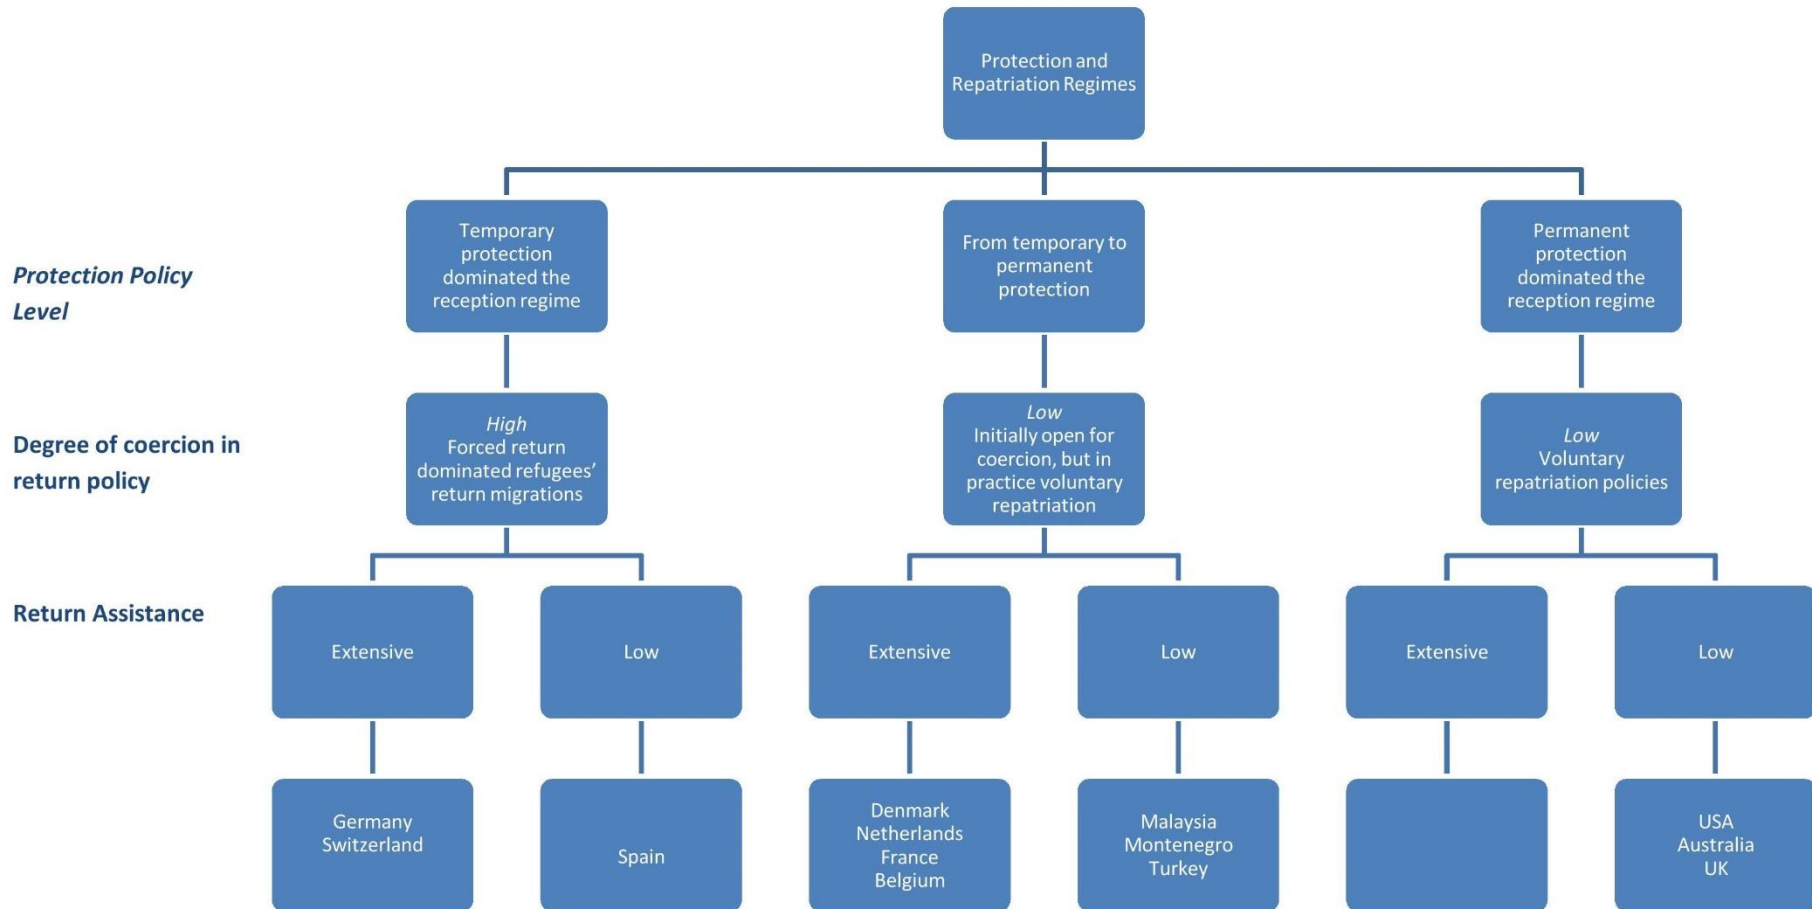 Protection and
Repatriation Regimes
Protection Policy
Level
Temporary
protection
dominated the
reception regime
From temporary to
permanent
protection
Permanent
protection
dominated the
reception regime
Degree of coercion in
return policy
High
Forced return
dominated refugees’
return migrations
Low
Initially open for
coercion, but in
practice voluntary
repatriation
Low
Voluntary
repatriation policies
Return Assistance
Extensive
Low
Extensive
Low
Extensive
Low
Germany
Switzerland
Spain
Denmark
Netherlands
France
Belgium
Malaysia
Montenegro
Turkey
USA
Australia
UK